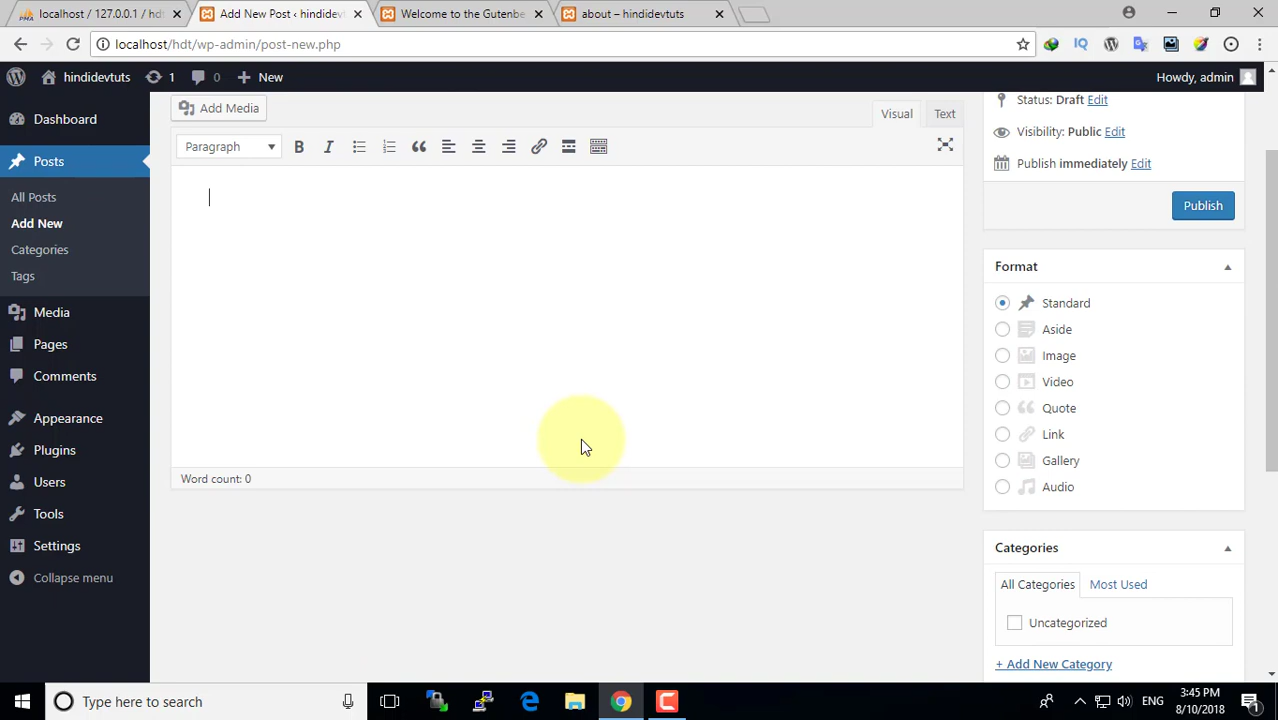 localhost / 127.0.0.1 / hdt
Add New Post ‹ hindidevt
Welcome to the Gutenbe
about – hindidevtuts
localhost/hdt/wp-admin/post-new.php
hindidevtuts
1
0
New
Howdy, admin
Dashboard
Posts
All Posts
Add New
Categories
Tags
Media
Pages
Comments
Appearance
Plugins
Users
Tools
Settings
Collapse menu
Add Media
Visual
Text
Paragraph
Word count: 0
Status: Draft Edit
Visibility: Public Edit
Publish immediately Edit
Publish
Format
Standard
Aside
Image
Video
Quote
Link
Gallery
Audio
Categories
All Categories
Most Used
Uncategorized
+ Add New Category
Type here to search
ENG
3:45 PM
8/10/2018
1